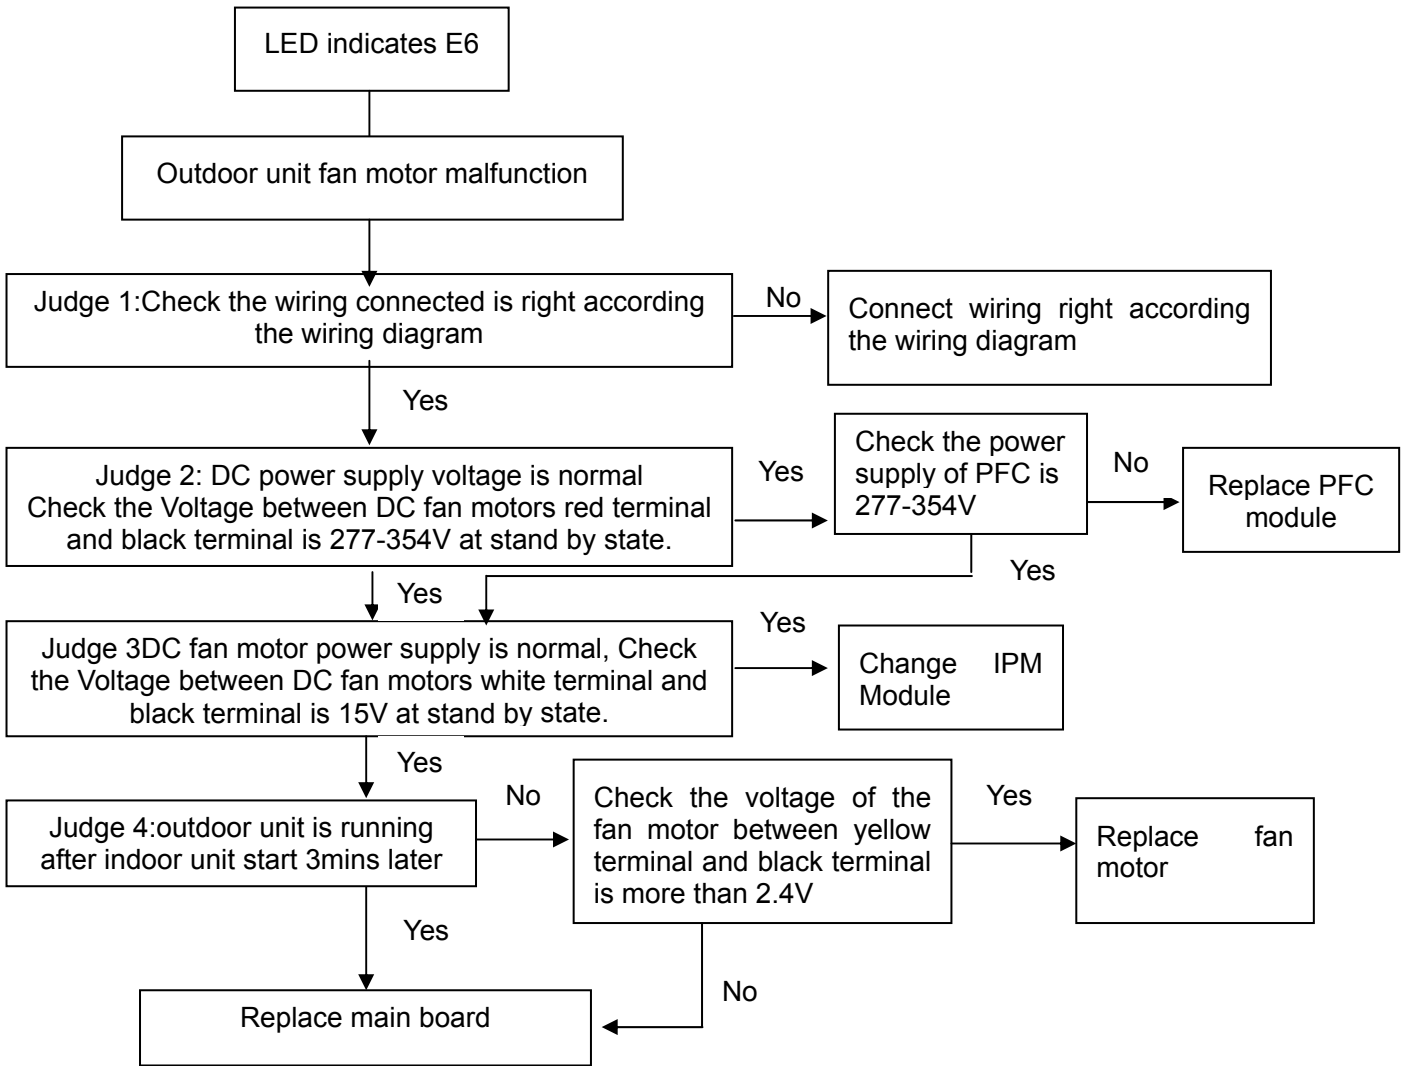 LED indicates E6
Outdoor unit fan motor malfunction
Judge 1:Check the wiring connected is right according
the wiring diagram
No
Connect wiring right according
the wiring diagram
Yes
Judge 2: DC power supply voltage is normal
Check the Voltage between DC fan motors red terminal
and black terminal is 277-354V at stand by state.
Yes
Check the power
supply of PFC is
277-354V
No
Replace PFC
module
Yes
Yes
Judge 3DC fan motor power supply is normal, Check
the Voltage between DC fan motors white terminal and
black terminal is 15V at stand by state.
Yes
Change IPM
Module
Yes
Judge 4:outdoor unit is running
after indoor unit start 3mins later
No
Check the voltage of the
fan motor between yellow
terminal and black terminal
is more than 2.4V
Yes
Replace fan
motor
Yes
No
Replace main board